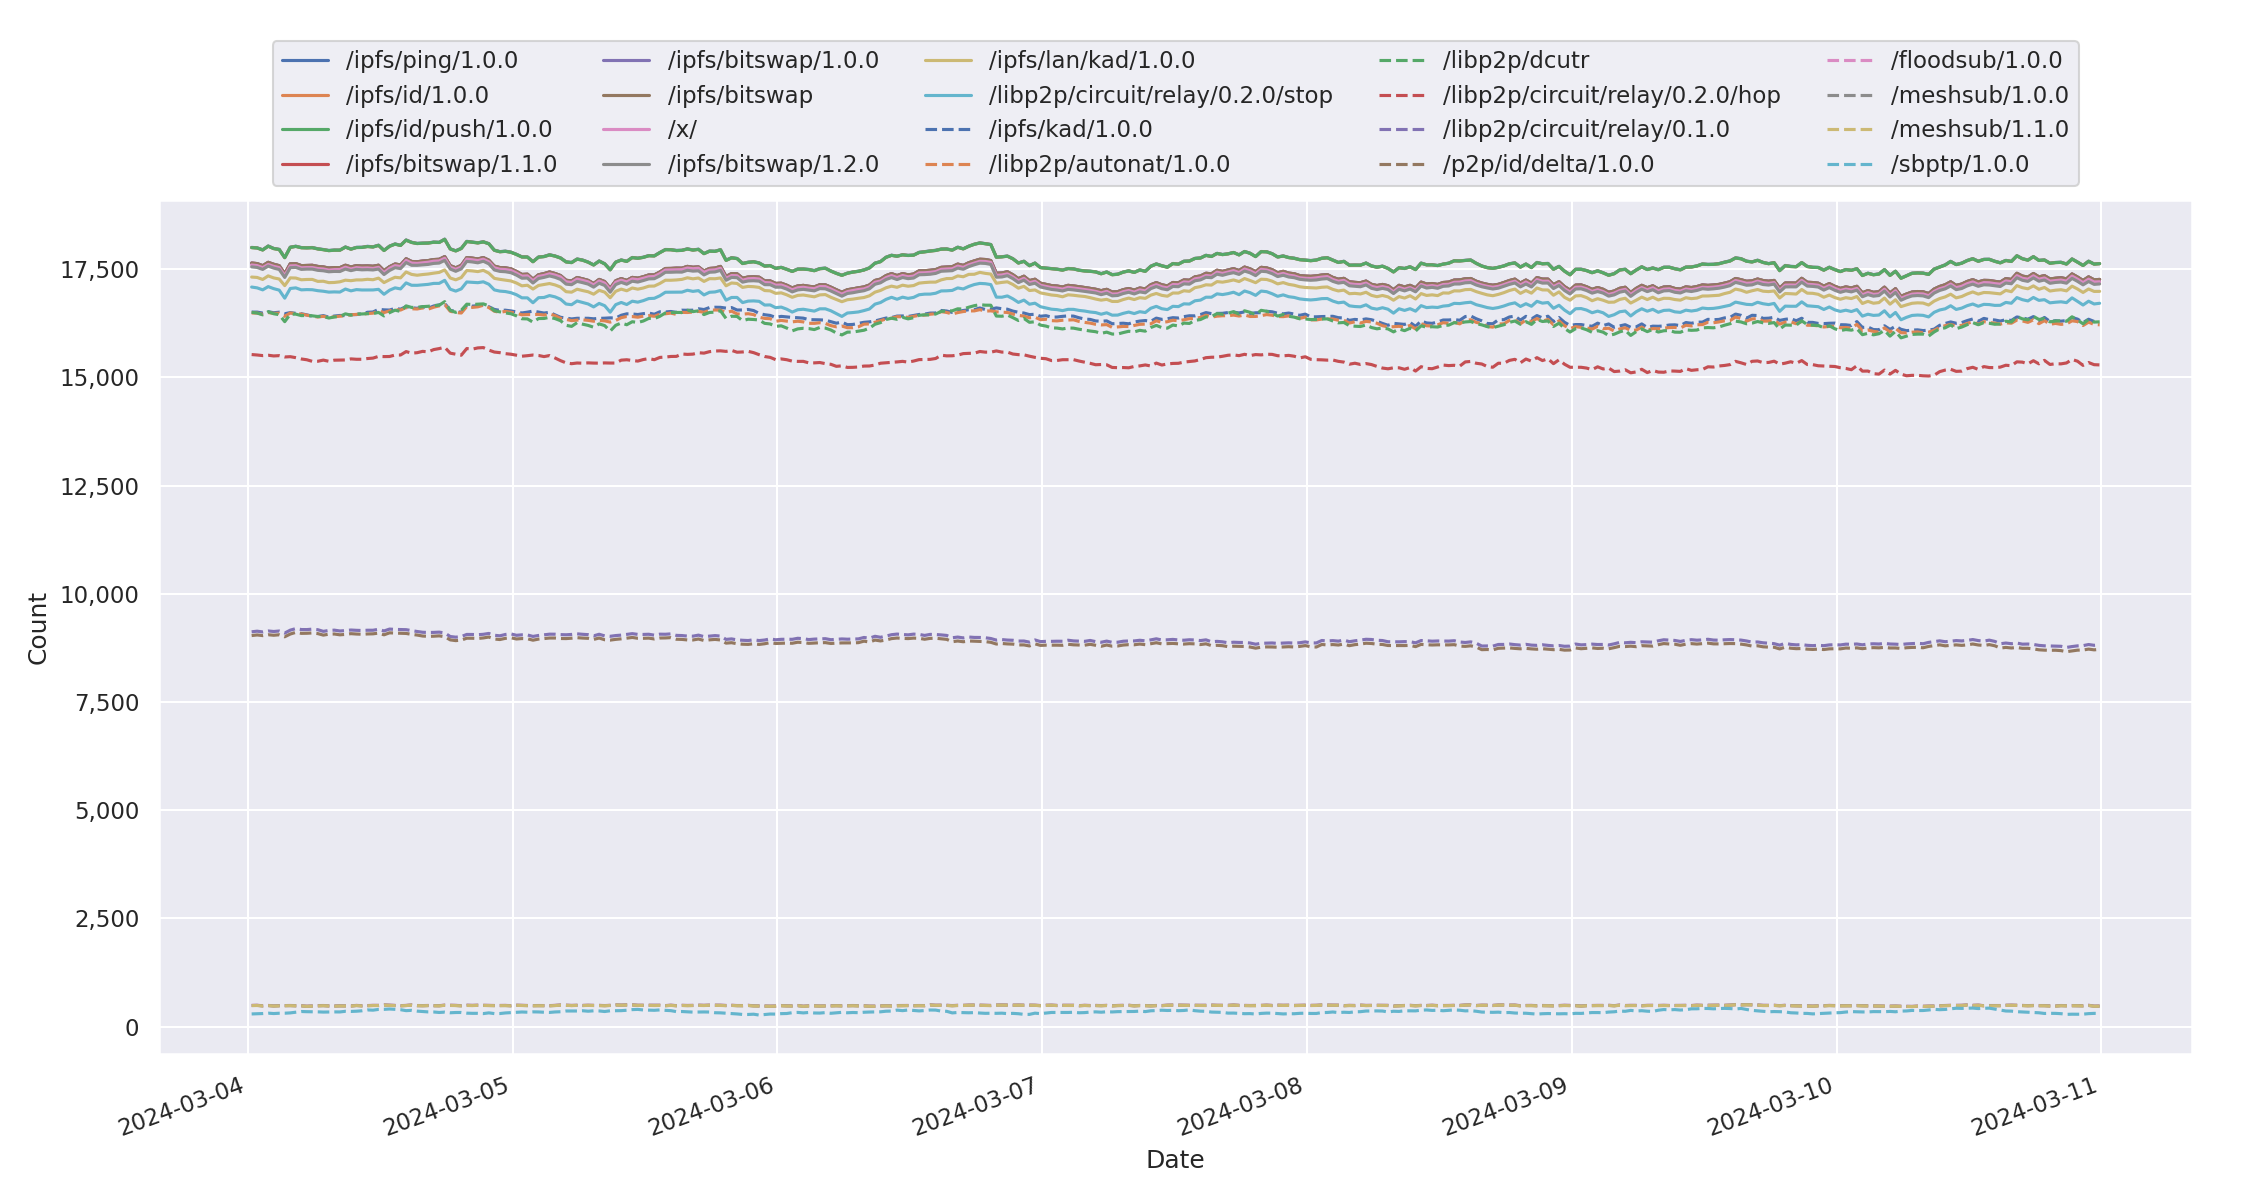 /ipfs/ping/1.0.0
/ipfs/id/1.0.0
/ipfs/id/push/1.0.0
/ipfs/bitswap/1.1.0
/ipfs/bitswap/1.0.0
/ipfs/bitswap
/x/
/ipfs/bitswap/1.2.0
/ipfs/lan/kad/1.0.0
/libp2p/circuit/relay/0.2.0/stop
/ipfs/kad/1.0.0
/libp2p/autonat/1.0.0
/libp2p/dcutr
/libp2p/circuit/relay/0.2.0/hop
/libp2p/circuit/relay/0.1.0
/p2p/id/delta/1.0.0
/floodsub/1.0.0
/meshsub/1.0.0
/meshsub/1.1.0
/sbptp/1.0.0
17,500
15,000
12,500
10,000
7,500
5,000
2,500
0
Count
2024-03-04
2024-03-05
2024-03-06
2024-03-07
2024-03-08
2024-03-09
2024-03-10
2024-03-11
Date